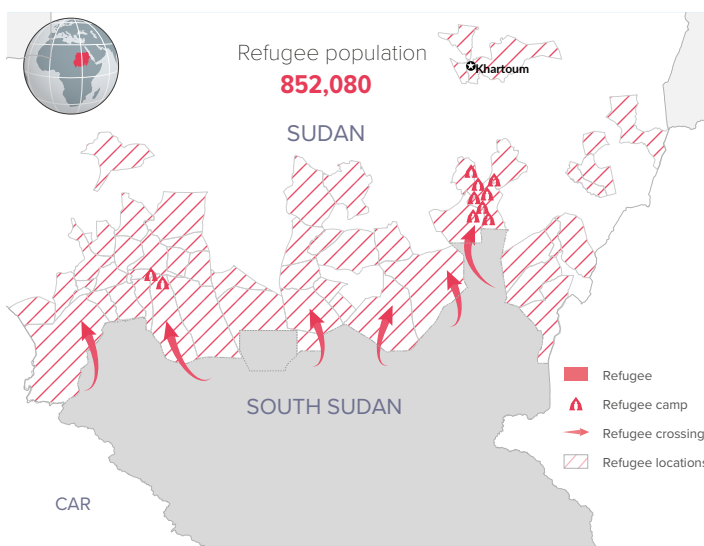 Refugee population
852,080
Khartoum
SUDAN
SOUTH SUDAN
CAR
Refugee
Refugee camp
Refugee crossing
Refugee locations